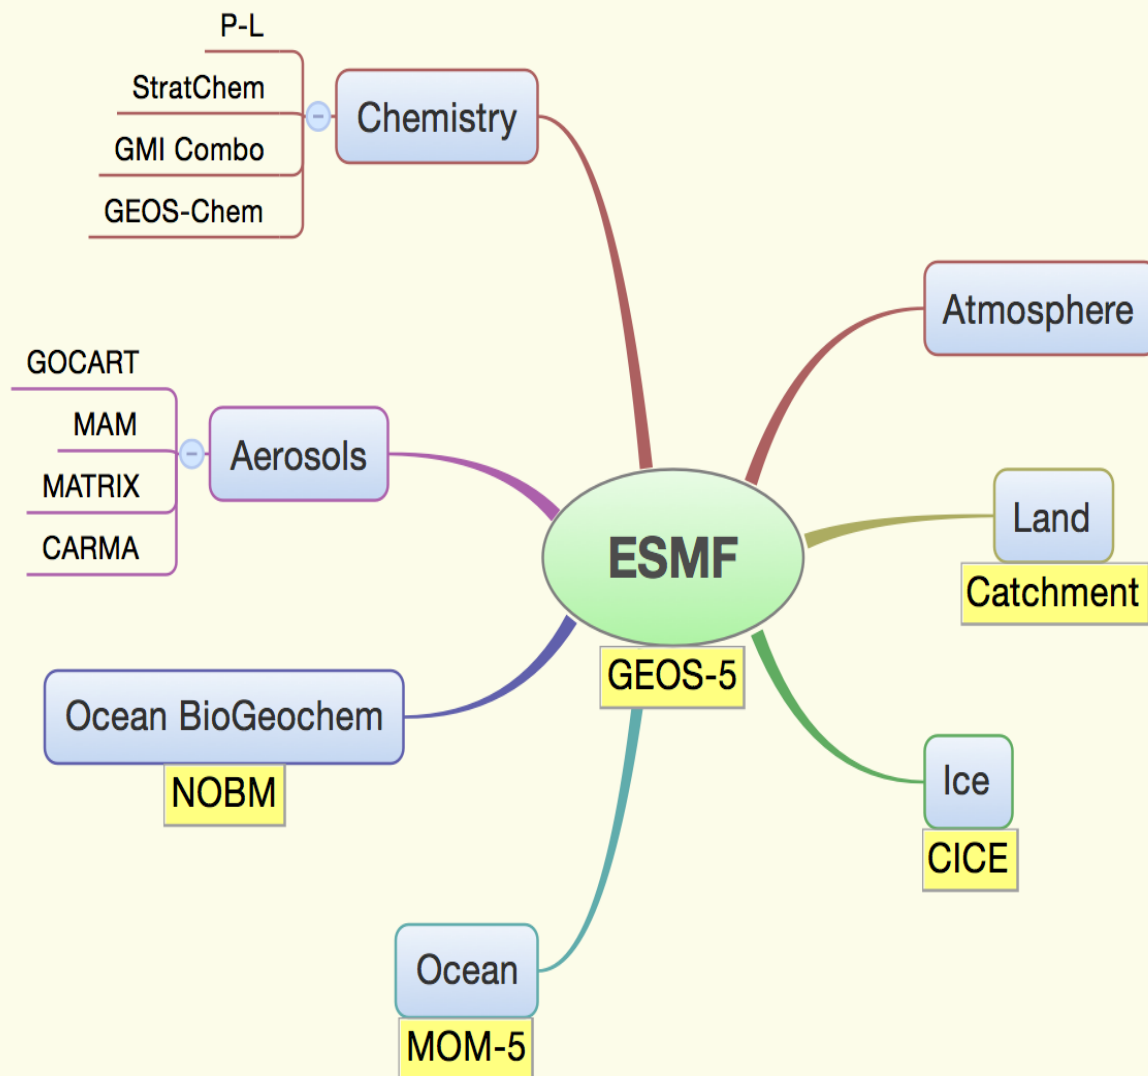 P-L
StratChem
GMI Combo
GEOS-Chem
Chemistry
Atmosphere
GOCART
MAM
MATRIX
CARMA
Aerosols
ESMF
GEOS-5
Land
Catchment
Ocean BioGeochem
NOBM
Ice
CICE
Ocean
MOM-5